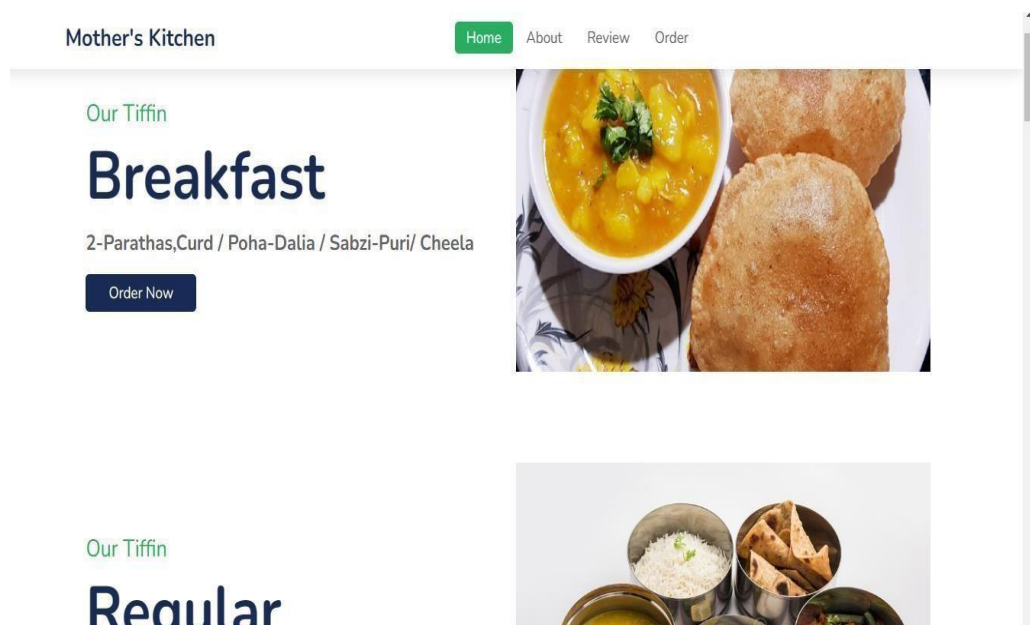 Mother's Kitchen
Home About Review Order
Our Tiffin
Breakfast
2-Parathas,Curd / Poha-Dalia / Sabzi-Puri/ Cheela
Order Now
Our Tiffin
Regular